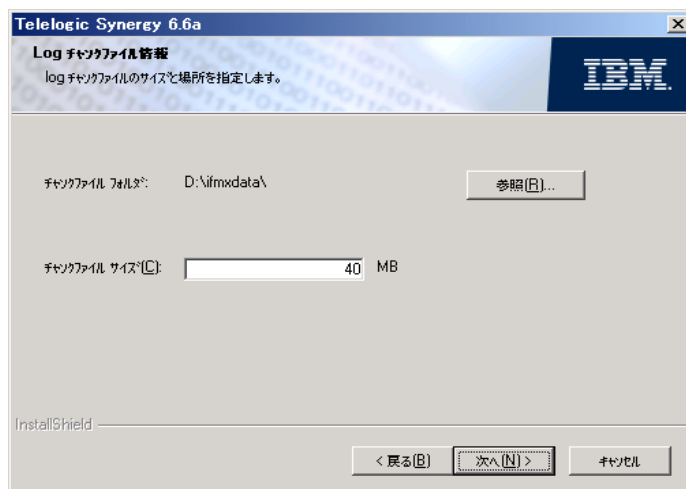 Telelogic Synergy 6.6a
Log ﾁｬﾝｸﾌｧｲﾙ情報
log ﾁｬﾝｸﾌｧｲﾙのｻｲｽﾞと場所を指定します。
IBM.
ﾁｬﾝｸﾌｧｲﾙ ﾌｫﾙﾀﾞ: D:\ifmxdata\ 参照(R)...
ﾁｬﾝｸﾌｧｲﾙ ｻｲｽﾞ(C): 40 MB
InstallShield
< 戻る(B) 次へ(N) > ｷｬﾝｾﾙ